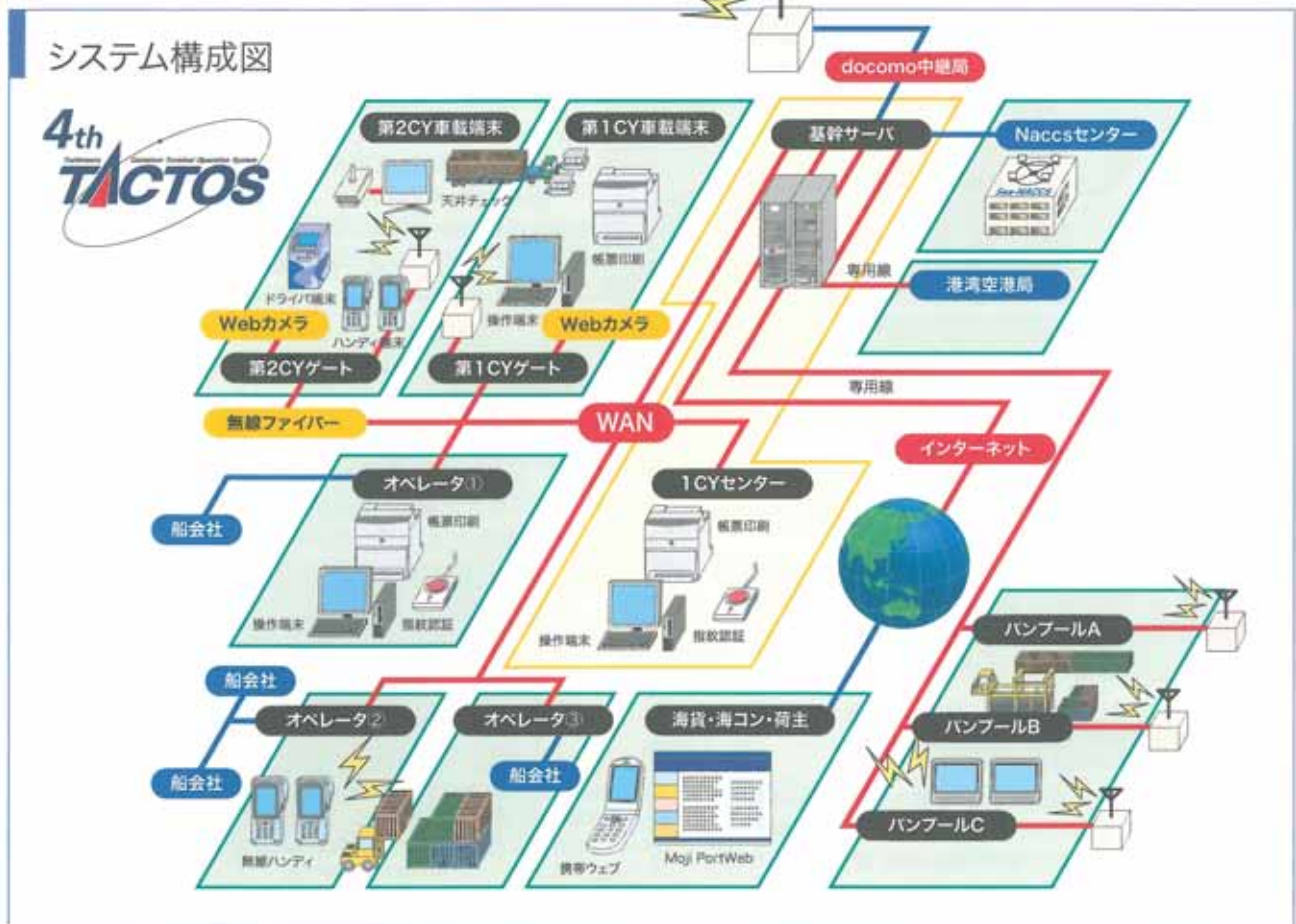 システム構成図
docomo中継局
4th
TACTOS
第2CY車載端末
第1CY車載端末
基幹サーバ
Naccsセンター
Sea-NACCS
天井チェック
帳票印刷
専用線
港湾空港局
ドライバ端末
操作端末
Webカメラ
Webカメラ
ハンディ端末
第2CYゲート
第1CYゲート
専用線
無線ファイバー
WAN
インターネット
オペレータ①
1CYセンター
船会社
帳票印刷
帳票印刷
操作端末
指紋認証
操作端末
指紋認証
バンプールA
船会社
オペレータ②
オペレータ③
海貨・海コン・荷主
バンプールB
船会社
船会社
バンプールC
無線ハンディ
携帯ウェブ
Moji PortWeb